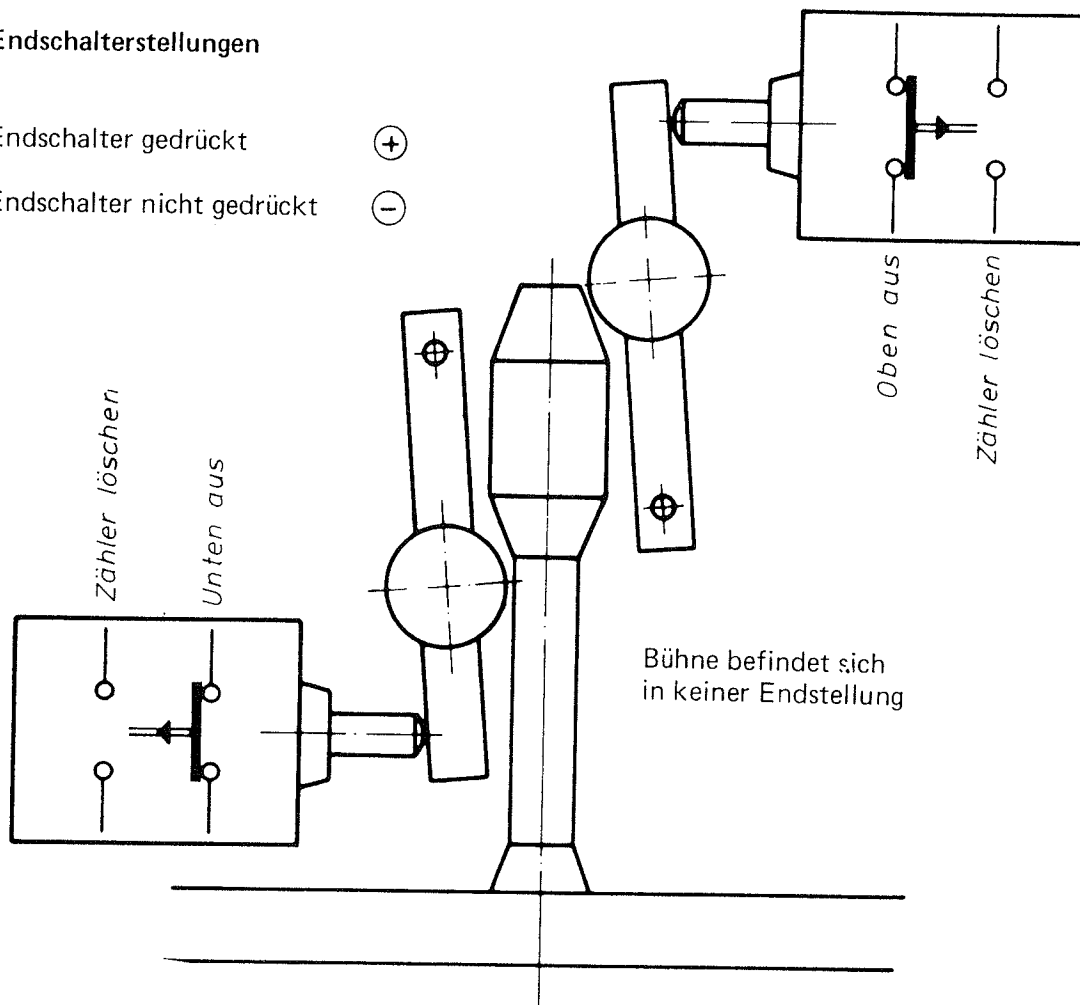 Endschalterstellungen
Endschalter gedrückt +
Endschalter nicht gedrückt −
Oben aus
Zähler löschen
Zähler löschen
Unten aus
Bühne befindet sich
in keiner Endstellung